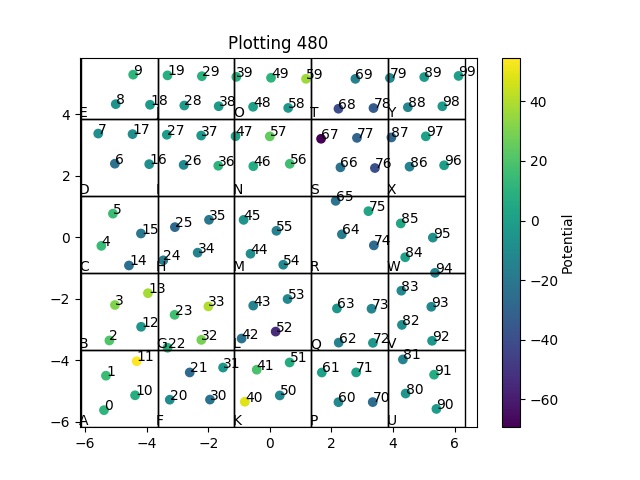 Plotting 480
9 19 29 39 49 59 69 79 89 99
8 18 28 38 48 58 68 78 88 98
E O T Y
7 17 27 37 47 57 67 77 87 97
6 16 26 36 46 56 66 76 86 96
D N S X
5 15 25 35 45 55 65 75 85 95
4 14 24 34 44 54 64 74 84 94
C H M R W
3 13 23 33 43 53 63 73 83 93
2 12 22 32 42 52 62 72 82 92
B G L Q V
1 11 21 31 41 51 61 71 81 91
0 10 20 30 40 50 60 70 80 90
A F K P U
4
2
0
−2
−4
−6
−6 −4 −2 0 2 4 6
40
20
0
−20
−40
−60
Potential